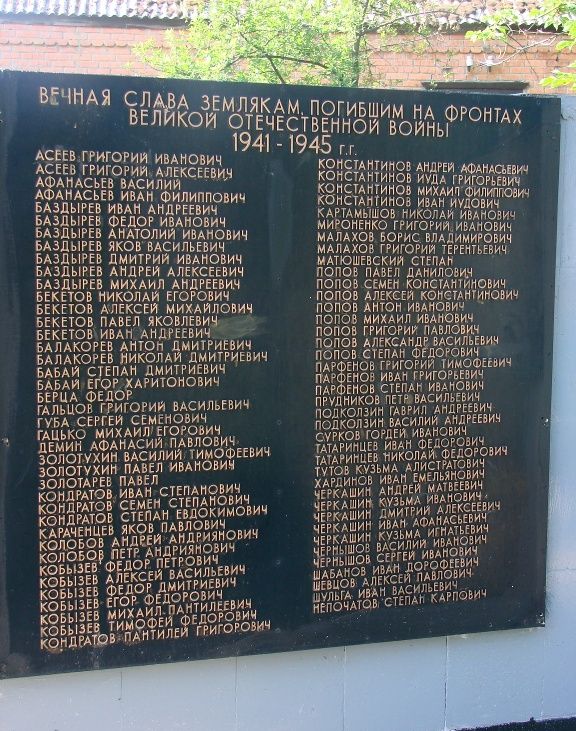 ВЕЧНАЯ СЛАВА ЗЕМЛЯКАМ, ПОГИБШИМ НА ФРОНТАХ
ВЕЛИКОЙ ОТЕЧЕСТВЕННОЙ ВОЙНЫ
1941 - 1945 г.г.
АСЕЕВ ГРИГОРИЙ ИВАНОВИЧ
АСЕЕВ ГРИГОРИЙ АЛЕКСЕЕВИЧ
АФАНАСЬЕВ ВАСИЛИЙ
АФАНАСЬЕВ ИВАН ФИЛИППОВИЧ
БАЗДЫРЕВ ИВАН АНДРЕЕВИЧ
БАЗДЫРЕВ ФЕДОР ИВАНОВИЧ
БАЗДЫРЕВ АНАТОЛИЙ ИВАНОВИЧ
БАЗДЫРЕВ ЯКОВ ВАСИЛЬЕВИЧ
БАЗДЫРЕВ ДМИТРИЙ ИВАНОВИЧ
БАЗДЫРЕВ АНДРЕЙ АЛЕКСЕЕВИЧ
БАЗДЫРЕВ МИХАИЛ АНДРЕЕВИЧ
БЕКЕТОВ НИКОЛАЙ ЕГОРОВИЧ
БЕКЕТОВ АЛЕКСЕЙ МИХАЙЛОВИЧ
БЕКЕТОВ ПАВЕЛ ЯКОВЛЕВИЧ
БЕКЕТОВ ИВАН АНДРЕЕВИЧ
БАЛАКОРЕВ АНТОН ДМИТРИЕВИЧ
БАЛАКОРЕВ НИКОЛАЙ ДМИТРИЕВИЧ
БАБАЙ СТЕПАН ДМИТРИЕВИЧ
БАБАЙ ЕГОР ХАРИТОНОВИЧ
БЕРЦА ФЕДОР
ГАЛЬЦОВ ГРИГОРИЙ ВАСИЛЬЕВИЧ
ГУБА СЕРГЕЙ СЕМЕНОВИЧ
ГАЦЬКО МИХАИЛ ЕГОРОВИЧ
ДЕМИН АФАНАСИЙ ПАВЛОВИЧ
ЗОЛОТУХИН ВАСИЛИЙ ТИМОФЕЕВИЧ
ЗОЛОТУХИН ПАВЕЛ ИВАНОВИЧ
ЗОЛОТАРЕВ ПАВЕЛ
КОНДРАТОВ ИВАН СТЕПАНОВИЧ
КОНДРАТОВ СЕМЕН СТЕПАНОВИЧ
КОНДРАТОВ СТЕПАН ЕВДОКИМОВИЧ
КАРАЧЕНЦЕВ ЯКОВ ПАВЛОВИЧ
КОЛОБОВ АНДРЕЙ АНДРИЯНОВИЧ
КОЛОБОВ ПЕТР АНДРИЯНОВИЧ
КОБЫЗЕВ ФЕДОР ПЕТРОВИЧ
КОБЫЗЕВ АЛЕКСЕЙ ВАСИЛЬЕВИЧ
КОБЫЗЕВ ФЕДОР ДМИТРИЕВИЧ
КОБЫЗЕВ ЕГОР ФЕДОРОВИЧ
КОБЫЗЕВ МИХАИЛ ПАНТИЛЕЕВИЧ
КОБЫЗЕВ ТИМОФЕЙ ФЕДОРОВИЧ
КОНДРАТОВ ПАНТИЛЕЙ ГРИГОРОВИЧ
КОНСТАНТИНОВ АНДРЕЙ АФАНАСЬЕВИЧ
КОНСТАНТИНОВ ИУДА ГРИГОРЬЕВИЧ
КОНСТАНТИНОВ МИХАИЛ ФИЛИППОВИЧ
КОНСТАНТИНОВ ИВАН ИУДОВИЧ
КАРТАМЫШОВ НИКОЛАЙ ИВАНОВИЧ
МИРОНЕНКО ГРИГОРИЙ ИВАНОВИЧ
МАЛАХОВ БОРИС ВЛАДИМИРОВИЧ
МАЛАХОВ ГРИГОРИЙ ТЕРЕНТЬЕВИЧ
МАТЮШЕВСКИЙ СТЕПАН
ПОПОВ ПАВЕЛ ДАНИЛОВИЧ
ПОПОВ СЕМЕН КОНСТАНТИНОВИЧ
ПОПОВ АЛЕКСЕЙ КОНСТАНТИНОВИЧ
ПОПОВ АНТОН ИВАНОВИЧ
ПОПОВ МИХАИЛ ИВАНОВИЧ
ПОПОВ ГРИГОРИЙ ПАВЛОВИЧ
ПОПОВ АЛЕКСАНДР ВАСИЛЬЕВИЧ
ПОПОВ СТЕПАН ФЕДОРОВИЧ
ПАРФЕНОВ ГРИГОРИЙ ТИМОФЕЕВИЧ
ПАРФЕНОВ ИВАН ГРИГОРЬЕВИЧ
ПАРФЕНОВ СТЕПАН ИВАНОВИЧ
ПРУДНИКОВ ПЕТР ВАСИЛЬЕВИЧ
ПОДКОЛЗИН ГАВРИЛ АНДРЕЕВИЧ
ПОДКОЛЗИН ВАСИЛИЙ АНДРЕЕВИЧ
СУРКОВ ГОРДЕЙ ИВАНОВИЧ
ТАТАРИНЦЕВ ИВАН ФЕДОРОВИЧ
ТАТАРИНЦЕВ НИКОЛАЙ ФЕДОРОВИЧ
ТУТОВ КУЗЬМА АЛИСТРАТОВИЧ
ХАРДИНОВ ИВАН ЕМЕЛЬЯНОВИЧ
ЧЕРКАШИН АНДРЕЙ МАТВЕЕВИЧ
ЧЕРКАШИН КУЗЬМА ИВАНОВИЧ
ЧЕРКАШИН ДМИТРИЙ АЛЕКСЕЕВИЧ
ЧЕРКАШИН ИВАН АФАНАСЬЕВИЧ
ЧЕРКАШИН КУЗЬМА ИГНАТЬЕВИЧ
ЧЕРНЫШОВ ВАСИЛИЙ ИВАНОВИЧ
ЧЕРНЫШОВ СЕРГЕЙ ИВАНОВИЧ
ШАБАНОВ ИВАН ДОРОФЕЕВИЧ
ШЕВЦОВ АЛЕКСЕЙ ПАВЛОВИЧ
ШУЛЬГА ИВАН ВАСИЛЬЕВИЧ
НЕПОЧАТОВ СТЕПАН КАРПОВИЧ